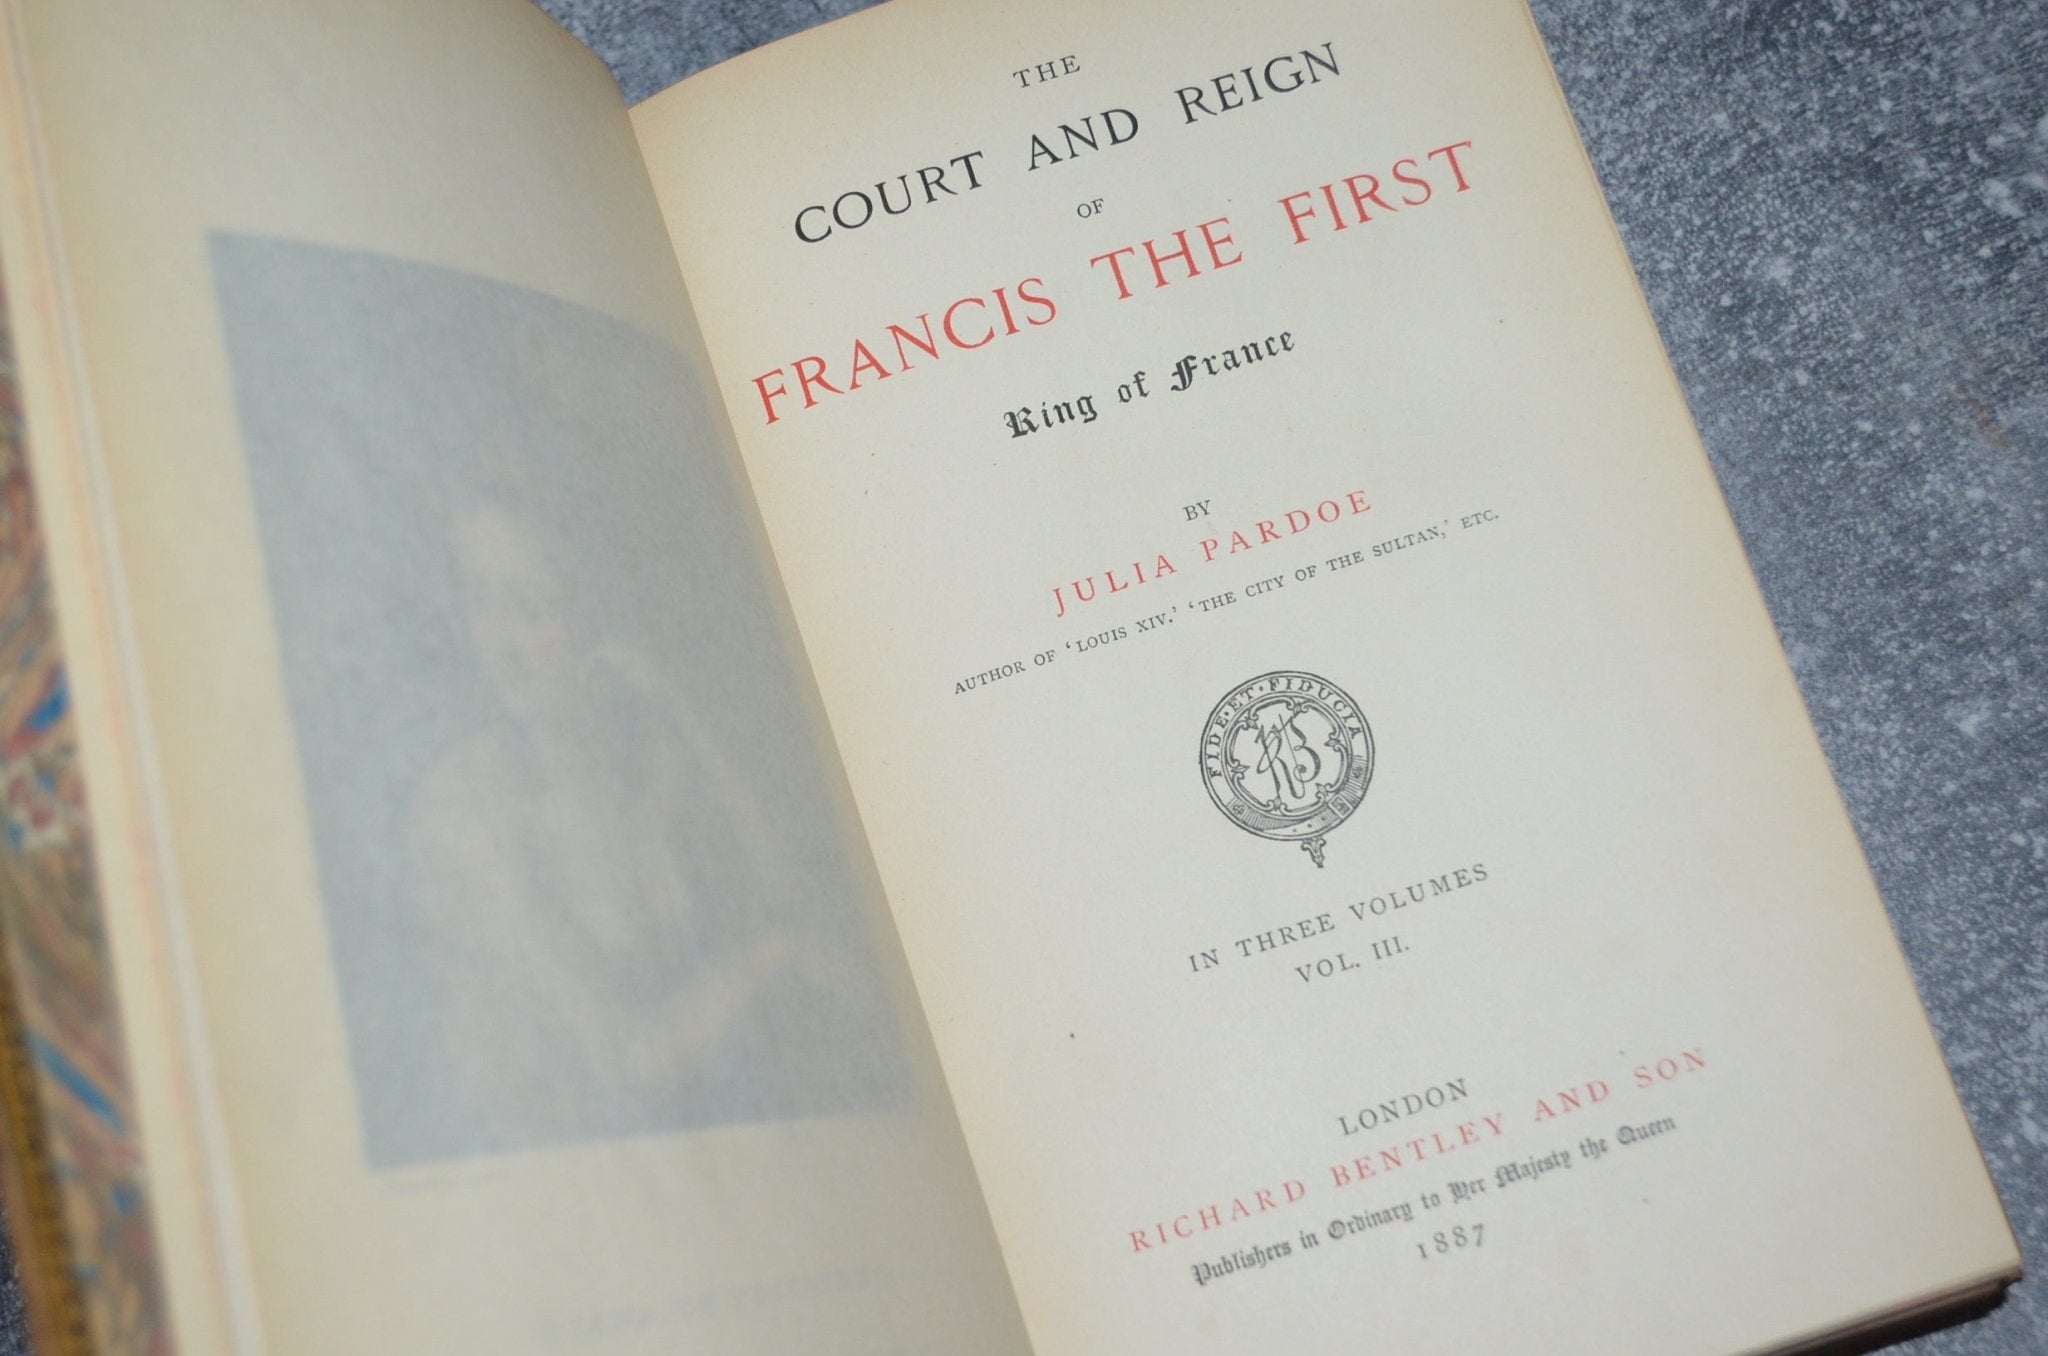 THE
COURT AND REIGN
OF
FRANCIS THE FIRST
King of France
BY
JULIA PARDOE
AUTHOR OF ‘LOUIS XIV.’ ‘THE CITY OF THE SULTAN,’ ETC.
FIDE·ET·FIDUCIA
RB
IN THREE VOLUMES
VOL. III.
LONDON
RICHARD BENTLEY AND SON
Publishers in Ordinary to Her Majesty the Queen
1887